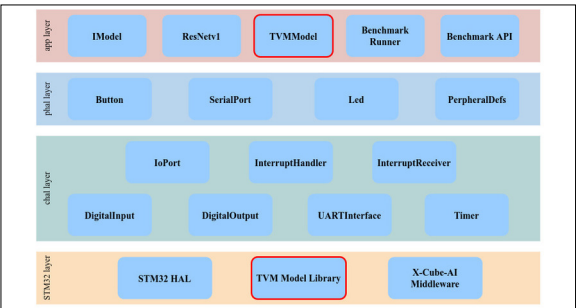 app layer
IModel
ResNetv1
TVMModel
Benchmark
Runner
Benchmark API
phal layer
Button
SerialPort
Led
PerpheralDefs
chal layer
IoPort
InterruptHandler
InterruptReceiver
DigitalInput
DigitalOutput
UARTInterface
Timer
STM32 layer
STM32 HAL
TVM Model Library
X-Cube-AI
Middleware